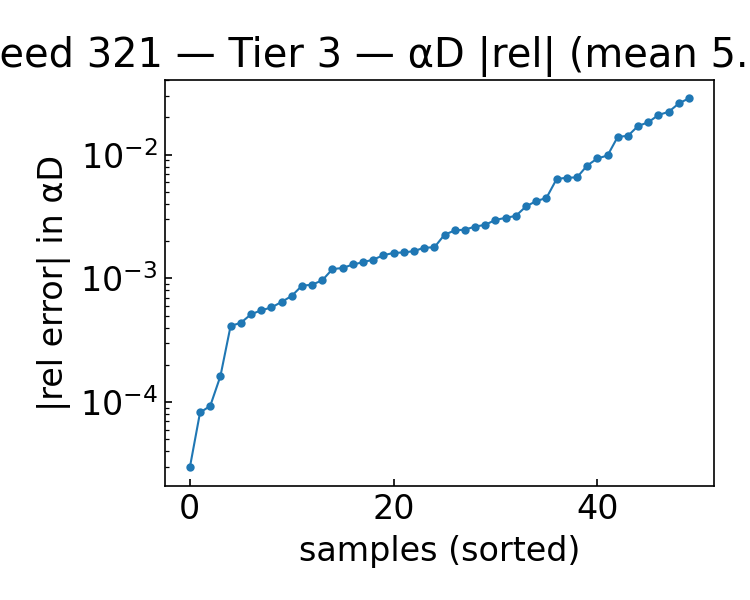 eed 321 — Tier 3 — αD |rel| (mean 5.
|rel error| in αD
10⁻²
10⁻³
10⁻⁴
0 20 40
samples (sorted)